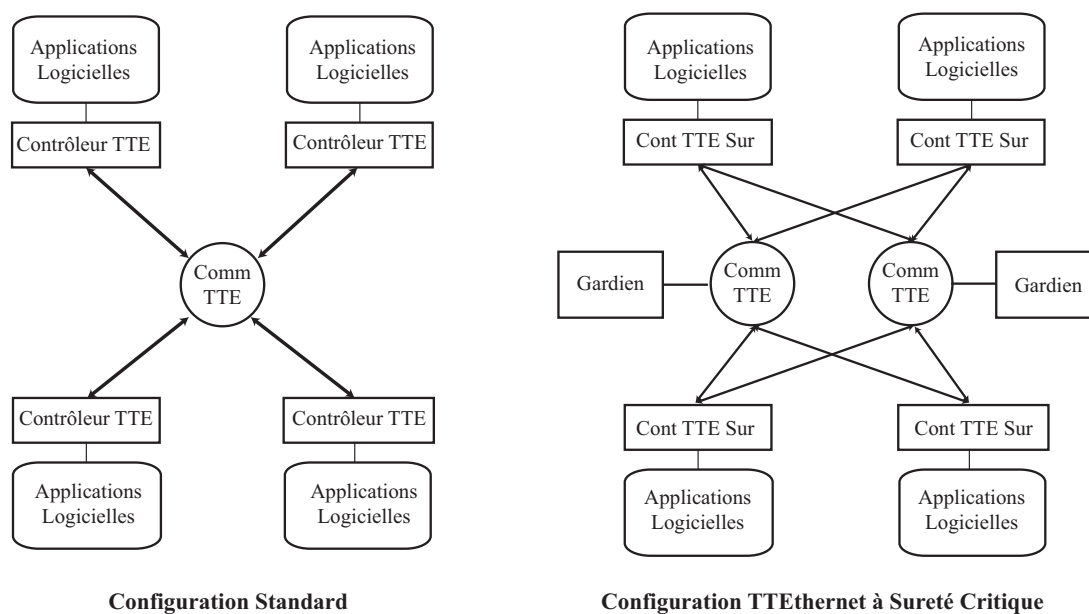 Applications
Logicielles
Applications
Logicielles
Contrôleur TTE
Contrôleur TTE
Comm
TTE
Contrôleur TTE
Contrôleur TTE
Applications
Logicielles
Applications
Logicielles
Configuration Standard
Applications
Logicielles
Applications
Logicielles
Cont TTE Sur
Cont TTE Sur
Gardien
Comm
TTE
Comm
TTE
Gardien
Cont TTE Sur
Cont TTE Sur
Applications
Logicielles
Applications
Logicielles
Configuration TTEthernet à Sureté Critique